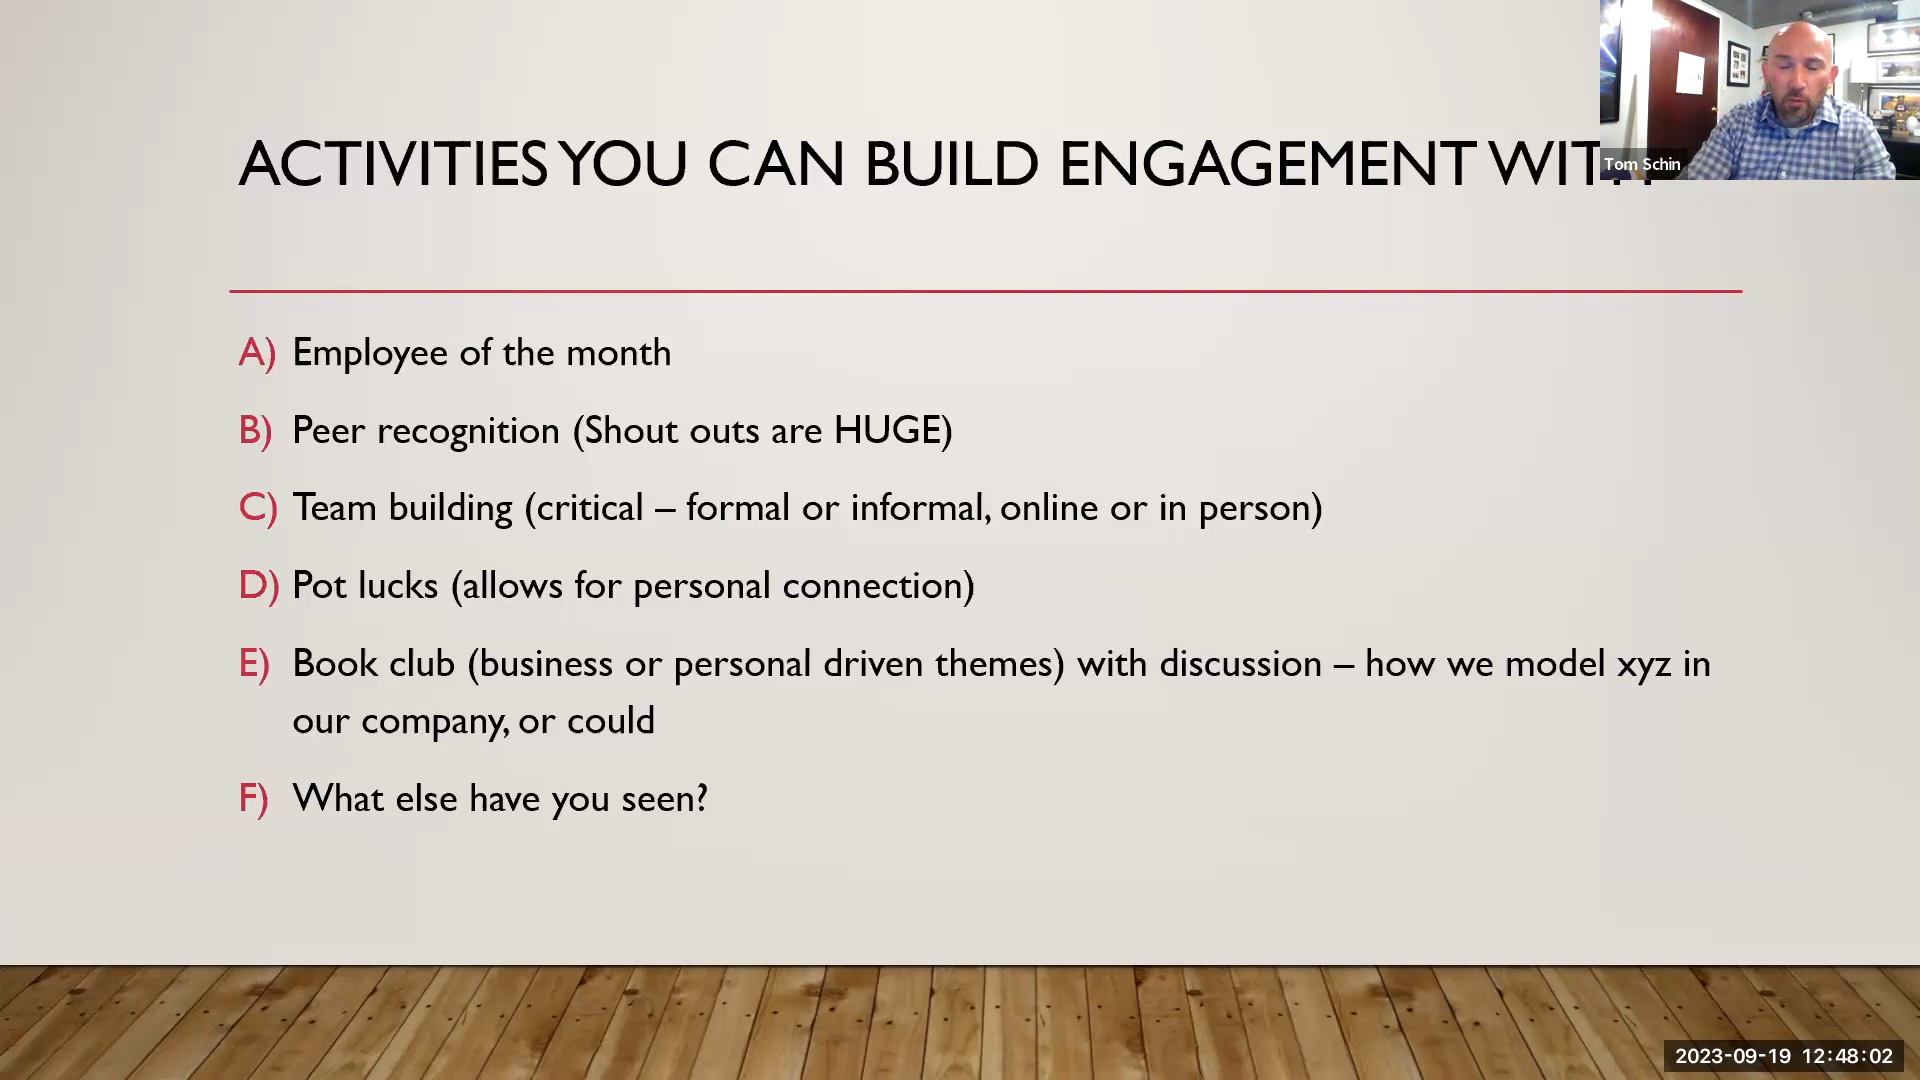 ACTIVITIES YOU CAN BUILD ENGAGEMENT WITH
Tom Schin
A) Employee of the month
B) Peer recognition (Shout outs are HUGE)
C) Team building (critical – formal or informal, online or in person)
D) Pot lucks (allows for personal connection)
E) Book club (business or personal driven themes) with discussion – how we model xyz in
our company, or could
F) What else have you seen?
2023-09-19 12:48:02